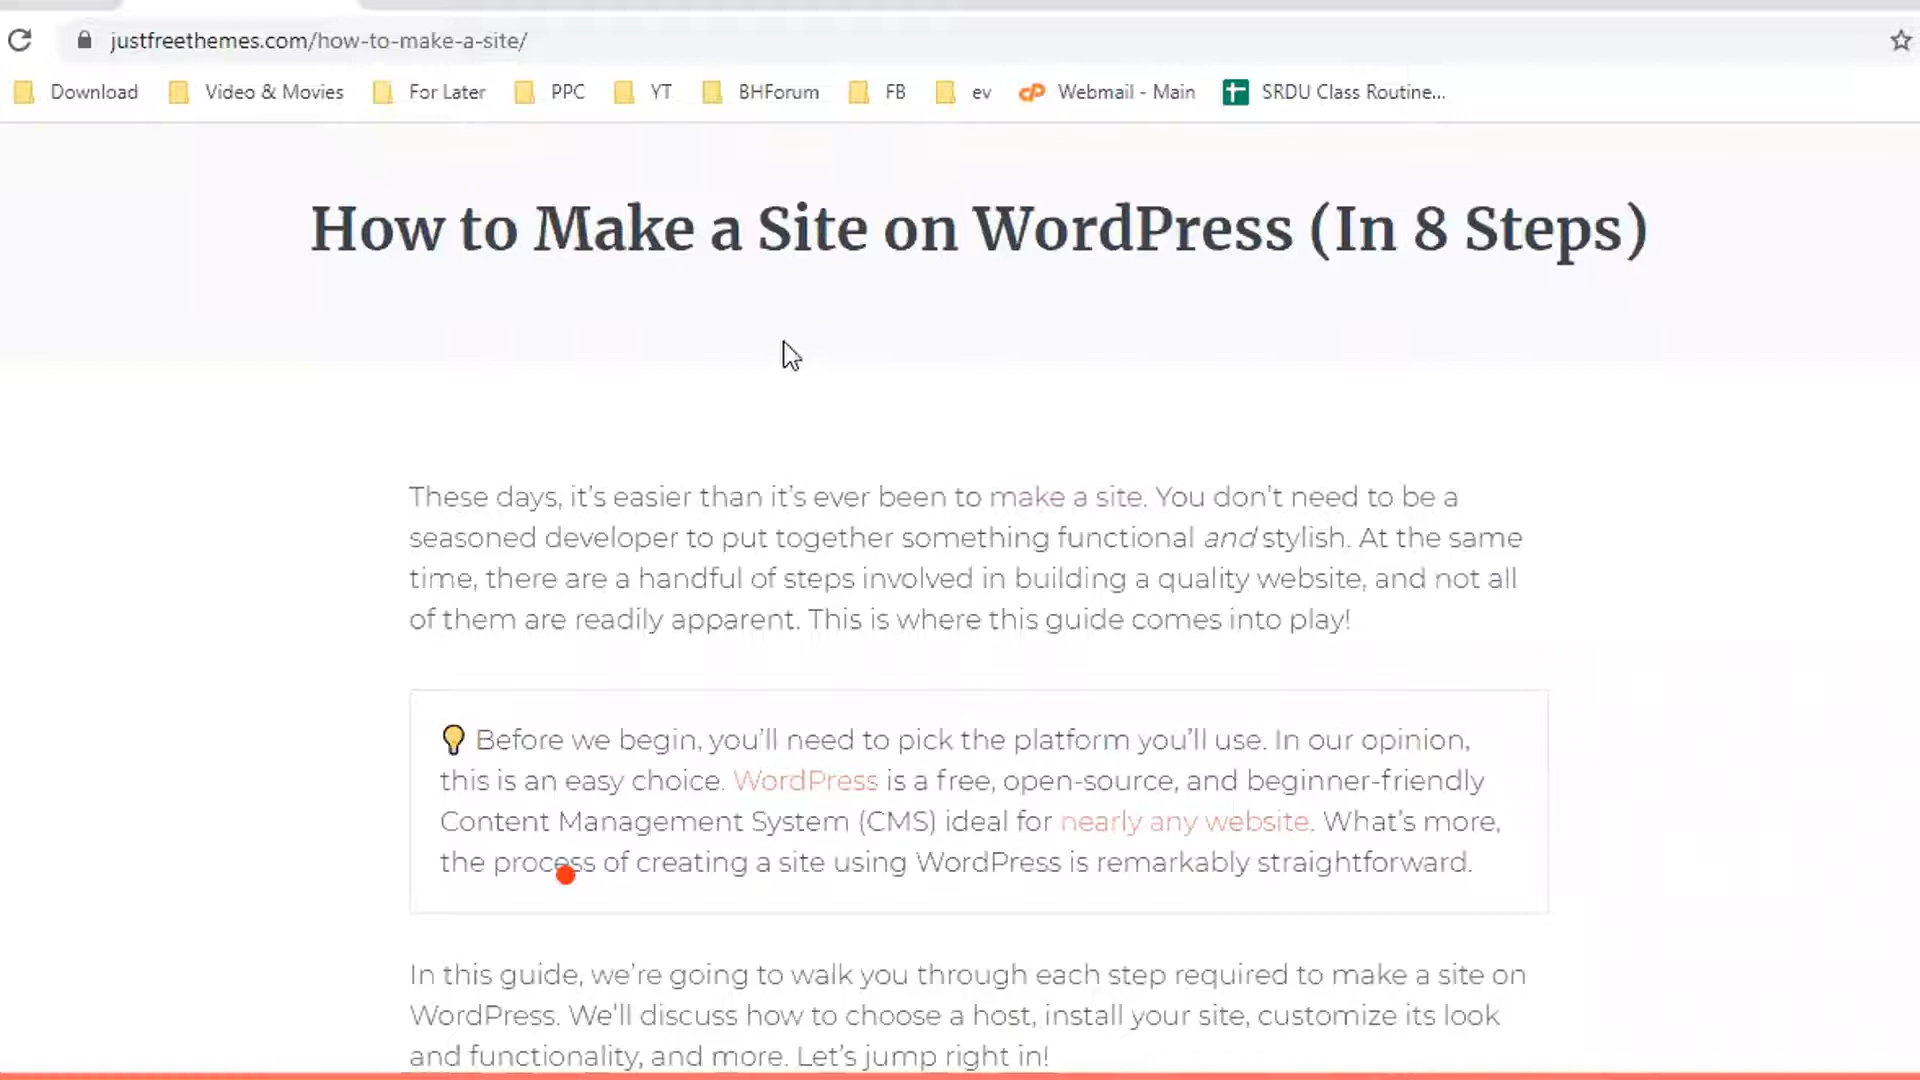 justfreethemes.com/how-to-make-a-site/
Download Video & Movies For Later PPC YT BHForum FB ev cP Webmail - Main SRDU Class Routine...
How to Make a Site on WordPress (In 8 Steps)
These days, it's easier than it's ever been to make a site. You don't need to be a
seasoned developer to put together something functional and stylish. At the same
time, there are a handful of steps involved in building a quality website, and not all
of them are readily apparent. This is where this guide comes into play!
Before we begin, you'll need to pick the platform you'll use. In our opinion,
this is an easy choice. WordPress is a free, open-source, and beginner-friendly
Content Management System (CMS) ideal for nearly any website. What's more,
the process of creating a site using WordPress is remarkably straightforward.
In this guide, we're going to walk you through each step required to make a site on
WordPress. We'll discuss how to choose a host, install your site, customize its look
and functionality, and more. Let's jump right in!